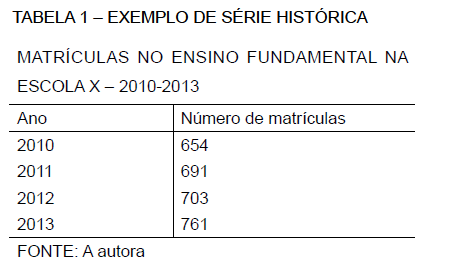 TABELA 1 – EXEMPLO DE SÉRIE HISTÓRICA
MATRÍCULAS NO ENSINO FUNDAMENTAL NA
ESCOLA X – 2010-2013
Ano Número de matrículas
2010 654
2011 691
2012 703
2013 761
FONTE: A autora